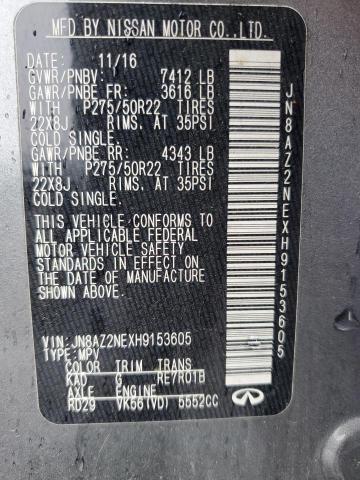 MFD BY NISSAN MOTOR CO.,LTD.
DATE: 11/16
GVWR/PNBV: 7412 LB
GAWR/PNBE FR: 3616 LB
WITH P275/50R22 TIRES
22X8J RIMS, AT 35PSI
COLD SINGLE.
GAWR/PNBE RR: 4343 LB
WITH P275/50R22 TIRES
22X8J RIMS, AT 35PSI
COLD SINGLE.
THIS VEHICLE CONFORMS TO
ALL APPLICABLE FEDERAL
MOTOR VEHICLE SAFETY
STANDARDS IN EFFECT ON
THE DATE OF MANUFACTURE
SHOWN ABOVE.
VIN: JN8AZ2NEXH9153605
TYPE: MPV
COLOR TRIM TRANS
KAD G RE7R01B
AXLE ENGINE
RD29 VK56(VD) 5552CC
JN8AZ2NEXH9153605